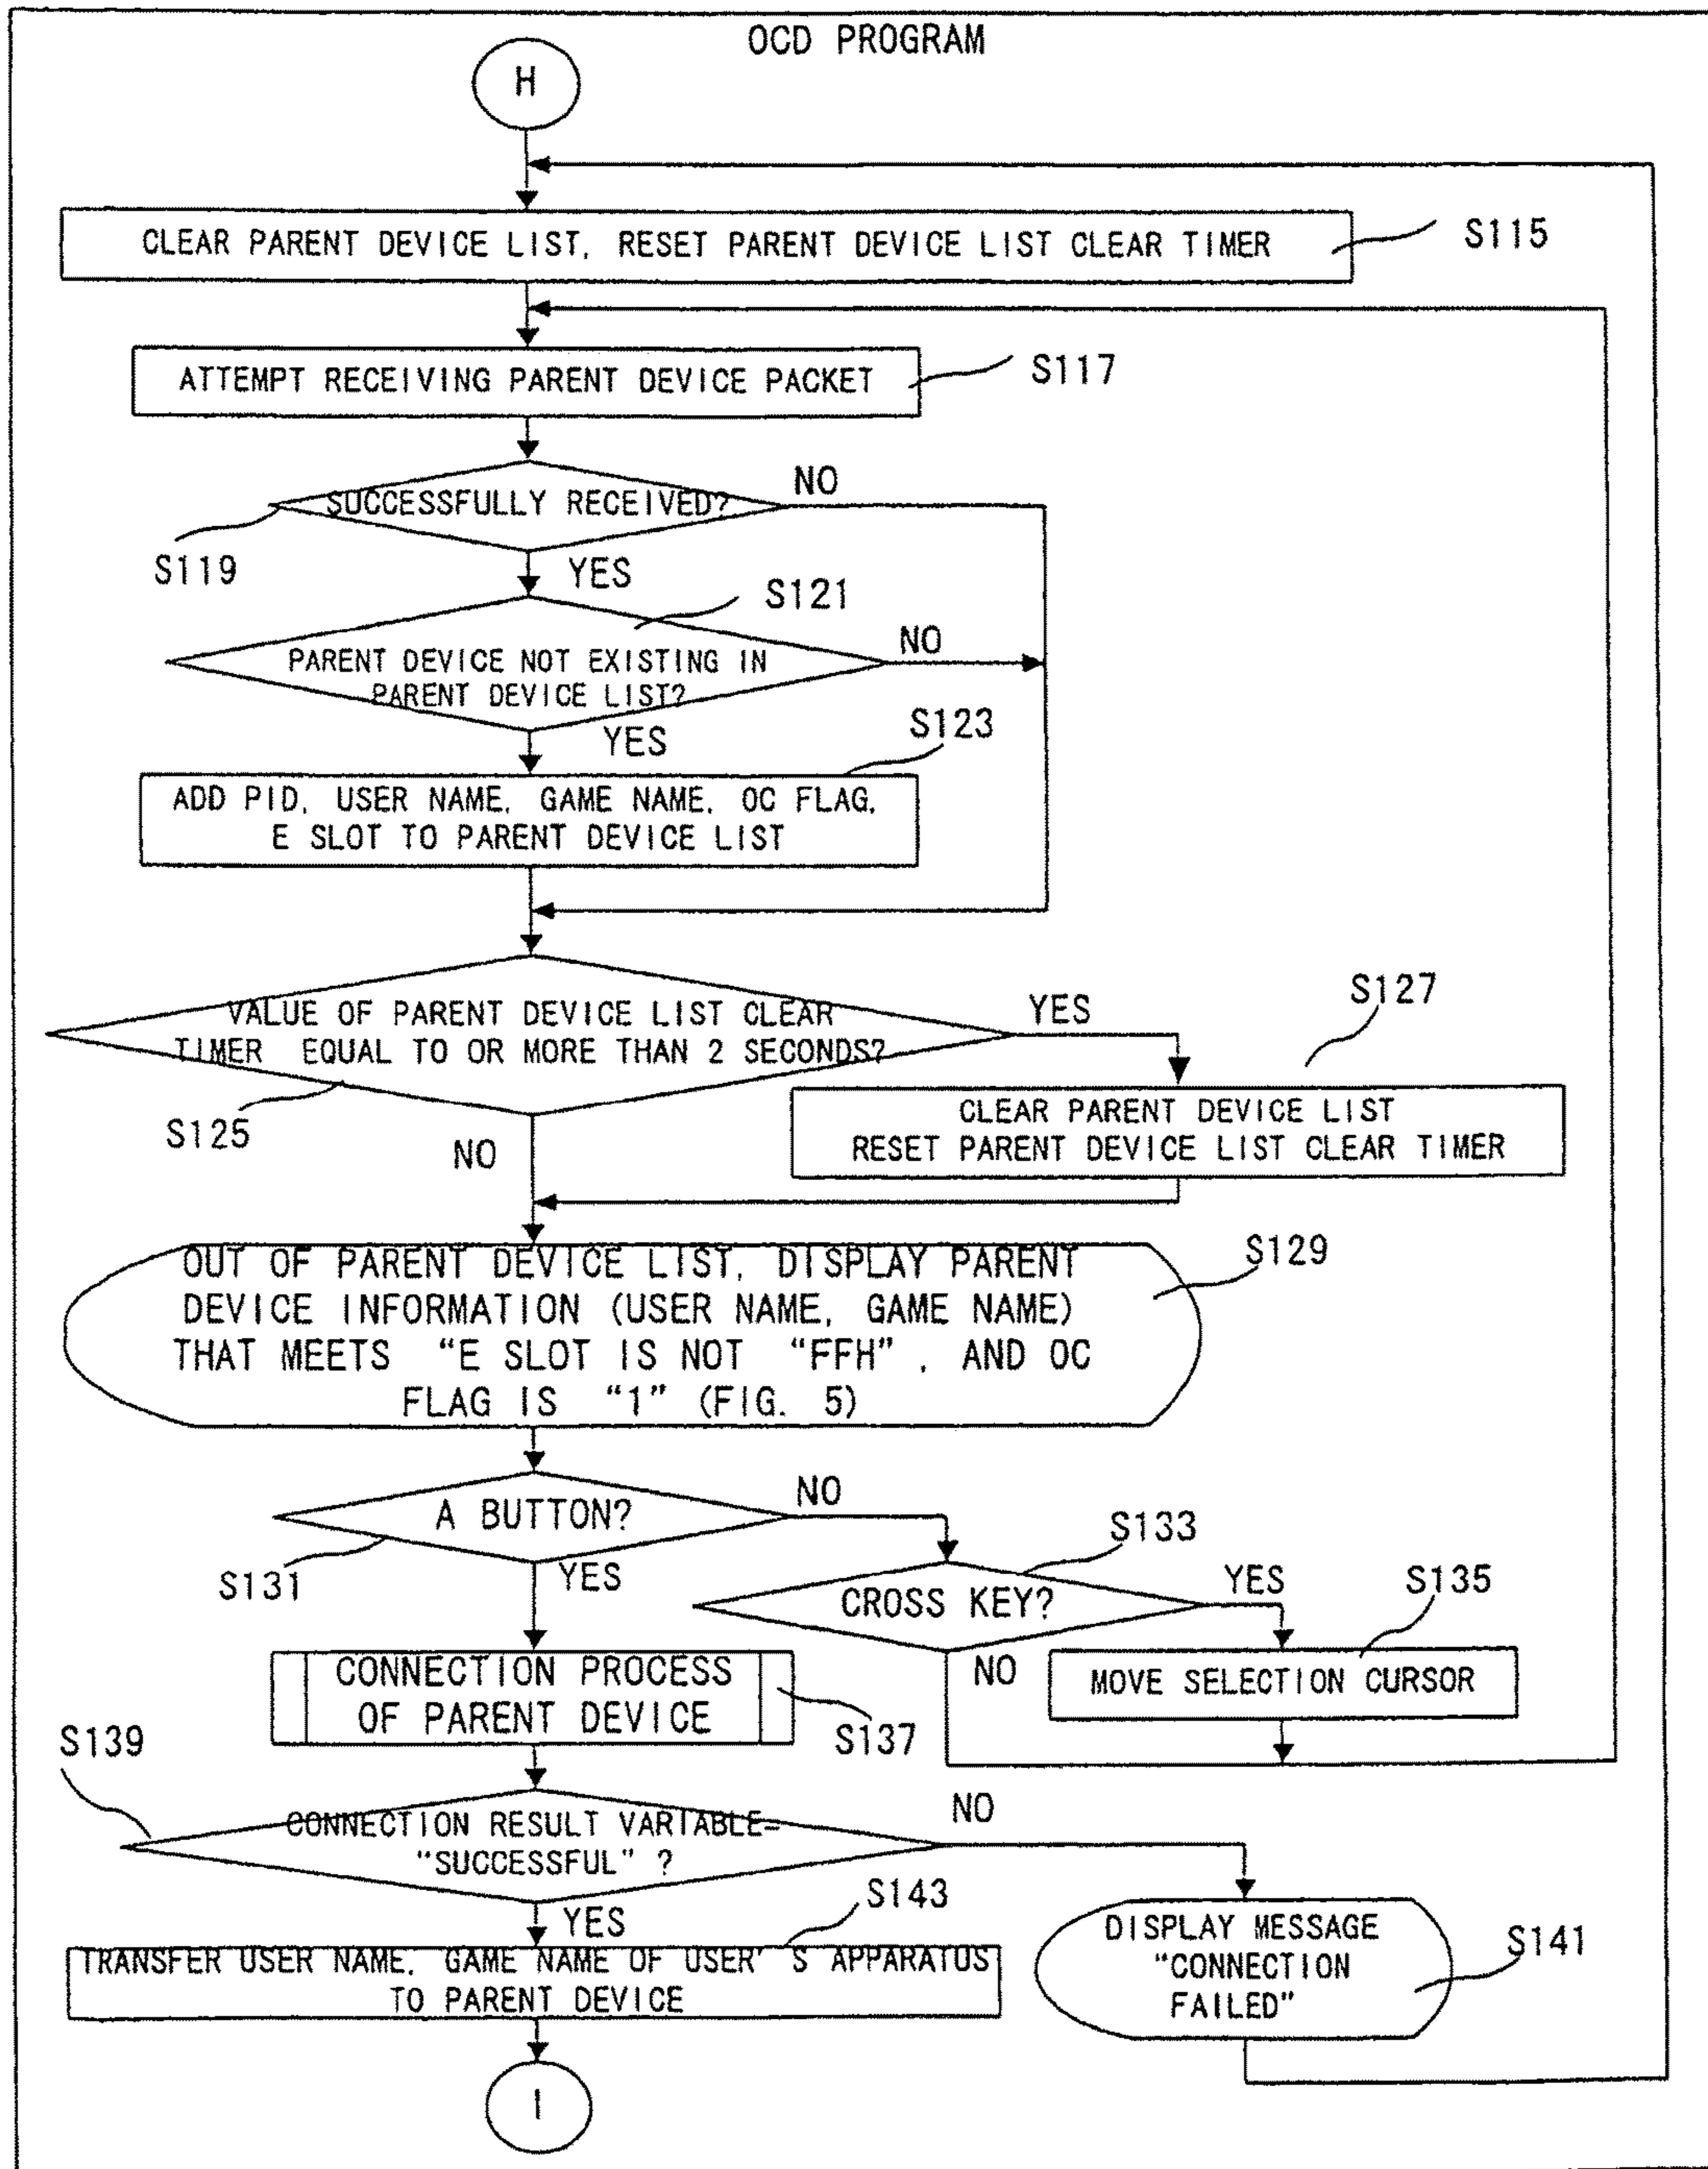 OCD PROGRAM
H
CLEAR PARENT DEVICE LIST, RESET PARENT DEVICE LIST CLEAR TIMER
S115
ATTEMPT RECEIVING PARENT DEVICE PACKET
S117
SUCCESSFULLY RECEIVED?
NO
S119
YES
S121
PARENT DEVICE NOT EXISTING IN
PARENT DEVICE LIST?
NO
YES
S123
ADD PID, USER NAME, GAME NAME, OC FLAG,
E SLOT TO PARENT DEVICE LIST
VALUE OF PARENT DEVICE LIST CLEAR
TIMER EQUAL TO OR MORE THAN 2 SECONDS?
YES
S127
S125
NO
CLEAR PARENT DEVICE LIST
RESET PARENT DEVICE LIST CLEAR TIMER
OUT OF PARENT DEVICE LIST, DISPLAY PARENT
DEVICE INFORMATION (USER NAME, GAME NAME)
THAT MEETS “E SLOT IS NOT “FFH”, AND OC
FLAG IS “1” (FIG. 5)
S129
A BUTTON?
NO
S131
YES
S133
CROSS KEY?
YES
S135
NO
MOVE SELECTION CURSOR
CONNECTION PROCESS
OF PARENT DEVICE
S137
S139
CONNECTION RESULT VARIABLE=
“SUCCESSFUL” ?
NO
YES
S143
TRANSFER USER NAME, GAME NAME OF USER' S APPARATUS
TO PARENT DEVICE
DISPLAY MESSAGE
“CONNECTION
FAILED”
S141
I